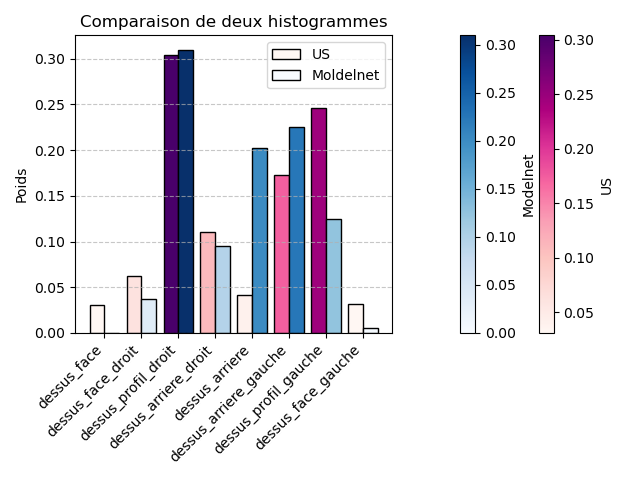 Comparaison de deux histogrammes
US
Moldelnet
Poids
0.30
0.25
0.20
0.15
0.10
0.05
0.00
dessus_face
dessus_face_droit
dessus_profil_droit
dessus_arriere_droit
dessus_arriere
dessus_arriere_gauche
dessus_profil_gauche
dessus_face_gauche
0.30
0.25
0.20
0.15
0.10
0.05
0.00
Modelnet
0.30
0.25
0.20
0.15
0.10
0.05
US